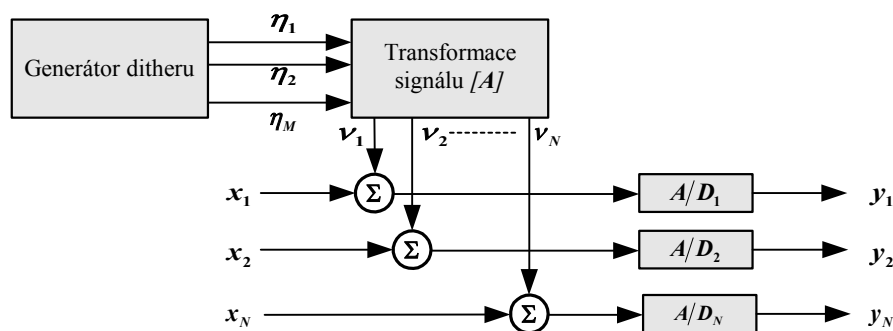 Generátor ditheru
η1
η2
ηM
Transformace
signálu [A]
ν1
ν2
νN
x1
Σ
A/D1
y1
x2
Σ
A/D2
y2
xN
Σ
A/DN
yN